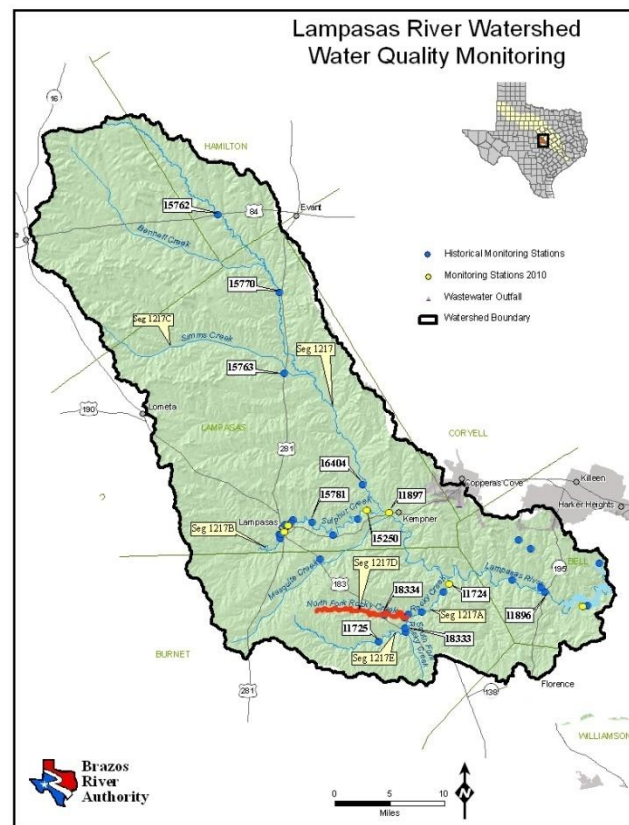 Lampasas River Watershed
Water Quality Monitoring
16
HAMILTON
15762
84
Evant
Bennett Creek
Historical Monitoring Stations
Monitoring Stations 2010
Wastewater Outfall
Watershed Boundary
15770
Seg 1217C
Simms Creek
Seg 1217
15763
190
Lometa
LAMPASAS
281
CORYELL
16404
Copperas Cove
Killeen
Harker Heights
15781
11897
Lampasas
Sulphur Creek
Kempner
Seg 1217B
15250
BELL
Mesquite Creek
Seg 1217D
Lampasas River
195
183
18334
11724
North Fork Rocky Creek
Rocky Creek
11896
Seg 1217A
11725
South Fork
Rocky Creek
18333
Seg 1217E
BURNET
281
138
Florence
WILLIAMSON
Brazos
River
Authority
0 5 10
Miles
N